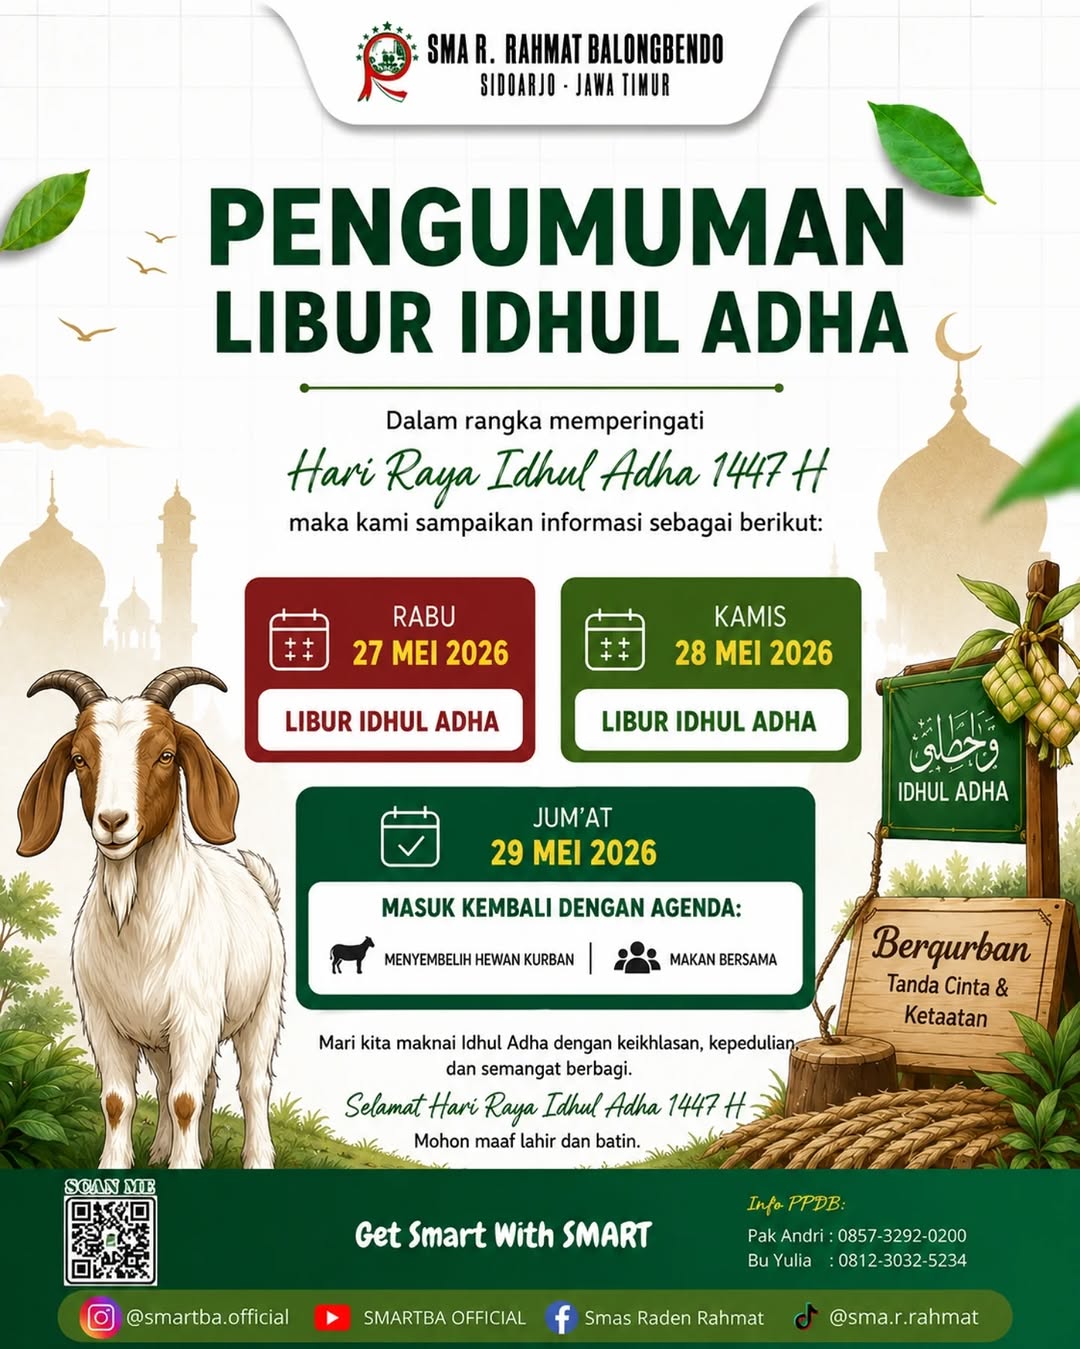 SMA R. RAHMAT BALONGBENDO
SIDOARJO - JAWA TIMUR
PENGUMUMAN
LIBUR IDHUL ADHA
Dalam rangka memperingati
Hari Raya Idhul Adha 1447 H
maka kami sampaikan informasi sebagai berikut:
RABU
27 MEI 2026
LIBUR IDHUL ADHA
KAMIS
28 MEI 2026
LIBUR IDHUL ADHA
JUM'AT
29 MEI 2026
MASUK KEMBALI DENGAN AGENDA:
MENYEMBELIH HEWAN KURBAN | MAKAN BERSAMA
IDHUL ADHA
Berqurban
Tanda Cinta &
Ketaatan
Mari kita maknai Idhul Adha dengan keikhlasan, kepedulian,
dan semangat berbagi.
Selamat Hari Raya Idhul Adha 1447 H
Mohon maaf lahir dan batin.
SCAN ME
Get Smart With SMART
Info PPDB:
Pak Andri : 0857-3292-0200
Bu Yulia : 0812-3032-5234
@smartba.official
SMARTBA OFFICIAL
Smas Raden Rahmat
@sma.r.rahmat